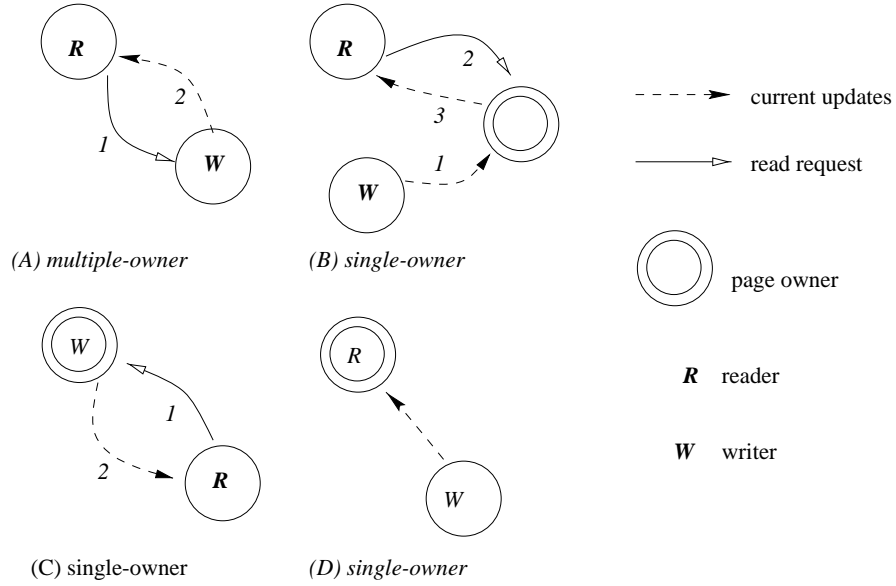 R
2
1
W
(A) multiple-owner
R
2
3
1
W
(B) single-owner
current updates
read request
page owner
R reader
W writer
W
1
2
R
(C) single-owner
R
W
(D) single-owner